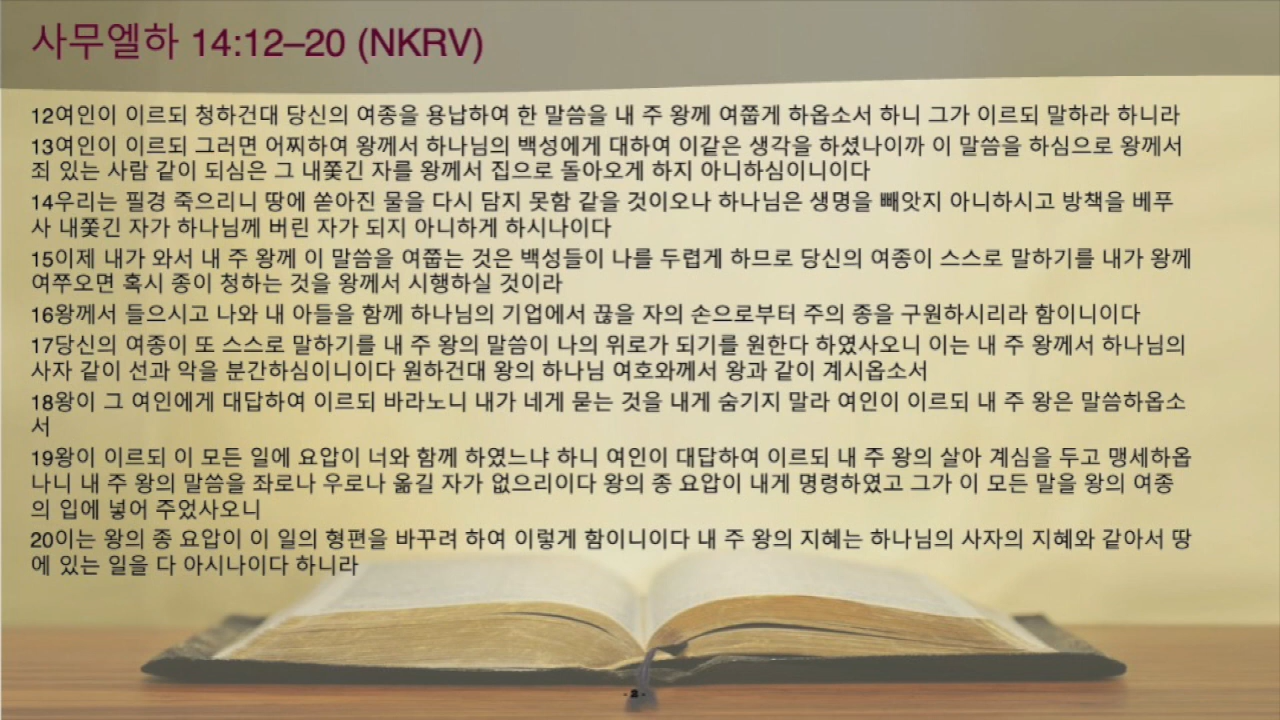 사무엘하 14:12–20 (NKRV)
12여인이 이르되 청하건대 당신의 여종을 용납하여 한 말씀을 내 주 왕께 여쭙게 하옵소서 하니 그가 이르되 말하라 하니라
13여인이 이르되 그러면 어찌하여 왕께서 하나님의 백성에게 대하여 이같은 생각을 하셨나이까 이 말씀을 하심으로 왕께서
죄 있는 사람 같이 되심은 그 내쫓긴 자를 왕께서 집으로 돌아오게 하지 아니하심이니이다
14우리는 필경 죽으리니 땅에 쏟아진 물을 다시 담지 못함 같을 것이오나 하나님은 생명을 빼앗지 아니하시고 방책을 베푸
사 내쫓긴 자가 하나님께 버린 자가 되지 아니하게 하시나이다
15이제 내가 와서 내 주 왕께 이 말씀을 여쭙는 것은 백성들이 나를 두렵게 하므로 당신의 여종이 스스로 말하기를 내가 왕께
여쭈오면 혹시 종이 청하는 것을 왕께서 시행하실 것이라
16왕께서 들으시고 나와 내 아들을 함께 하나님의 기업에서 끊을 자의 손으로부터 주의 종을 구원하시리라 함이니이다
17당신의 여종이 또 스스로 말하기를 내 주 왕의 말씀이 나의 위로가 되기를 원한다 하였사오니 이는 내 주 왕께서 하나님의
사자 같이 선과 악을 분간하심이니이다 원하건대 왕의 하나님 여호와께서 왕과 같이 계시옵소서
18왕이 그 여인에게 대답하여 이르되 바라노니 내가 네게 묻는 것을 내게 숨기지 말라 여인이 이르되 내 주 왕은 말씀하옵소
서
19왕이 이르되 이 모든 일에 요압이 너와 함께 하였느냐 하니 여인이 대답하여 이르되 내 주 왕의 살아 계심을 두고 맹세하옵
나니 내 주 왕의 말씀을 좌로나 우로나 옮길 자가 없으리이다 왕의 종 요압이 내게 명령하였고 그가 이 모든 말을 왕의 여종
의 입에 넣어 주었사오니
20이는 왕의 종 요압이 이 일의 형편을 바꾸려 하여 이렇게 함이니이다 내 주 왕의 지혜는 하나님의 사자의 지혜와 같아서 땅
에 있는 일을 다 아시나이다 하니라
- 2 -